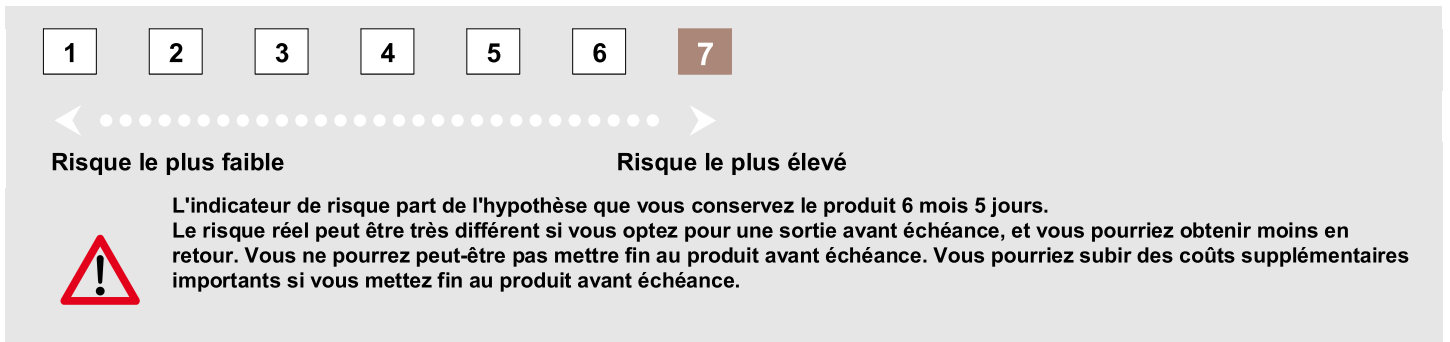 1 2 3 4 5 6 7
Risque le plus faible Risque le plus élevé
L'indicateur de risque part de l'hypothèse que vous conservez le produit 6 mois 5 jours.
Le risque réel peut être très différent si vous optez pour une sortie avant échéance, et vous pourriez obtenir moins en
retour. Vous ne pourrez peut-être pas mettre fin au produit avant échéance. Vous pourriez subir des coûts supplémentaires
importants si vous mettez fin au produit avant échéance.